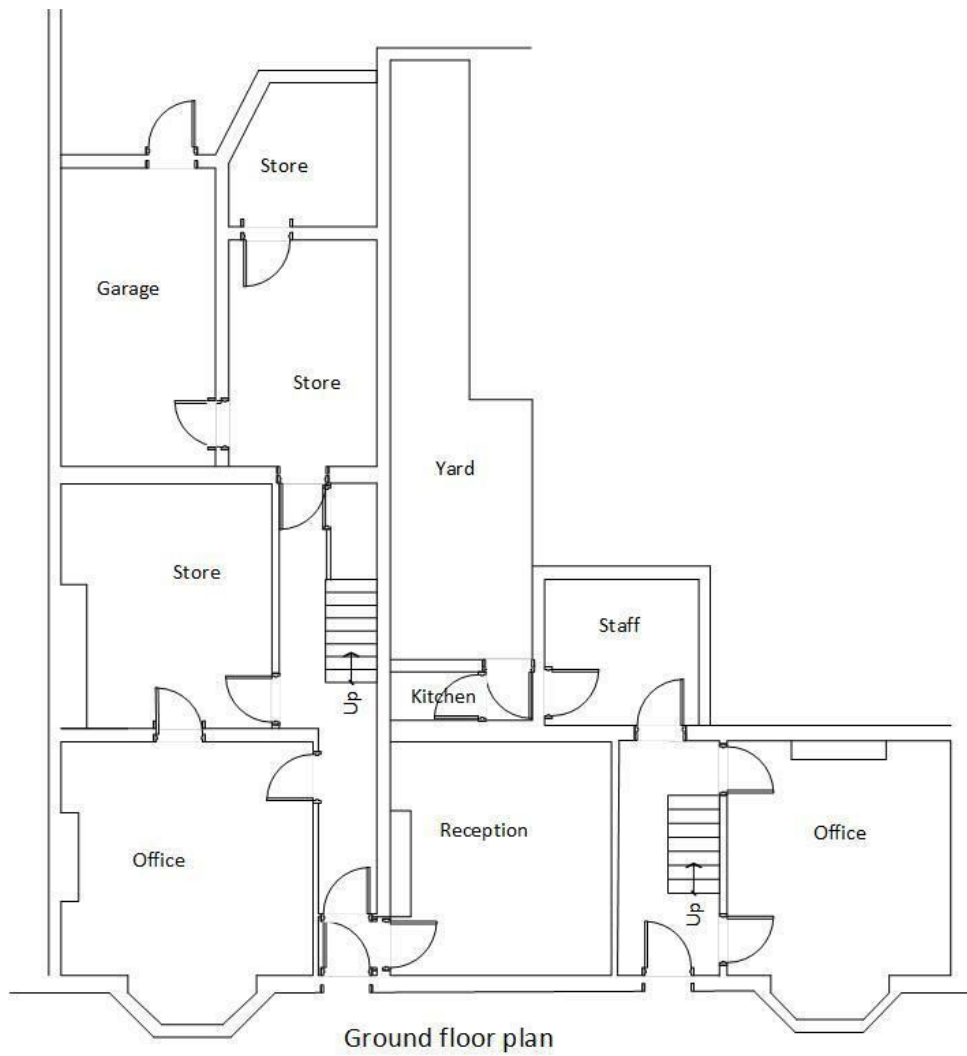 Store
Garage
Store
Yard
Store
Staff
Up
Kitchen
Reception
Office
Office
Up
Ground floor plan